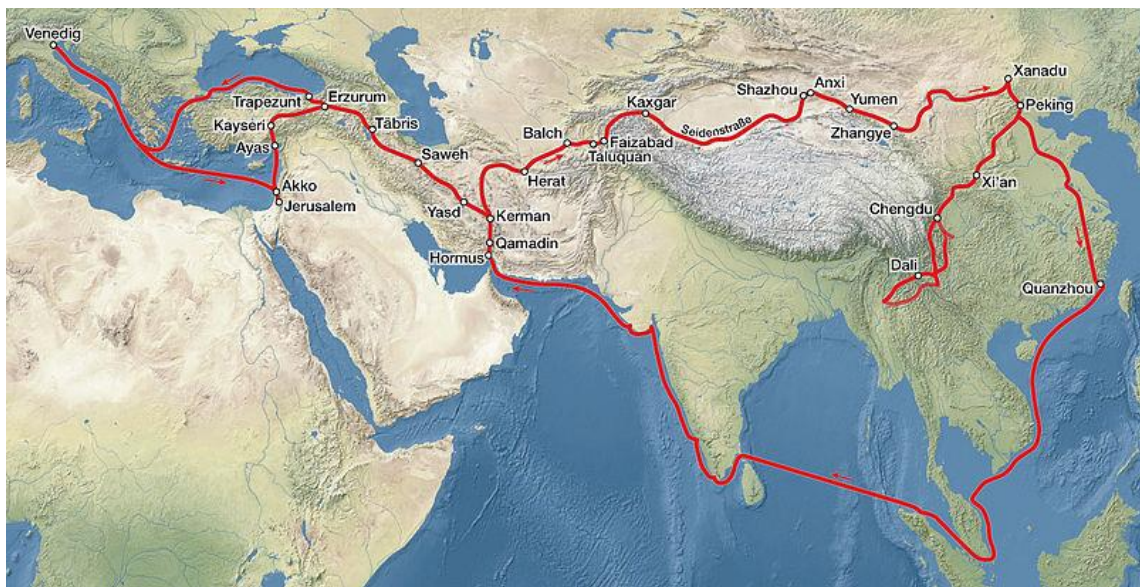 Venedig
Trapezunt
Erzurum
Kayseri
Täbris
Ayas
Akko
Jerusalem
Saweh
Yasd
Kerman
Qamadin
Hormus
Herat
Balch
Taluquan
Faizabad
Kaxgar
Seidenstraße
Shazhou
Anxi
Yumen
Zhangye
Xanadu
Peking
Xi'an
Chengdu
Dali
Quanzhou